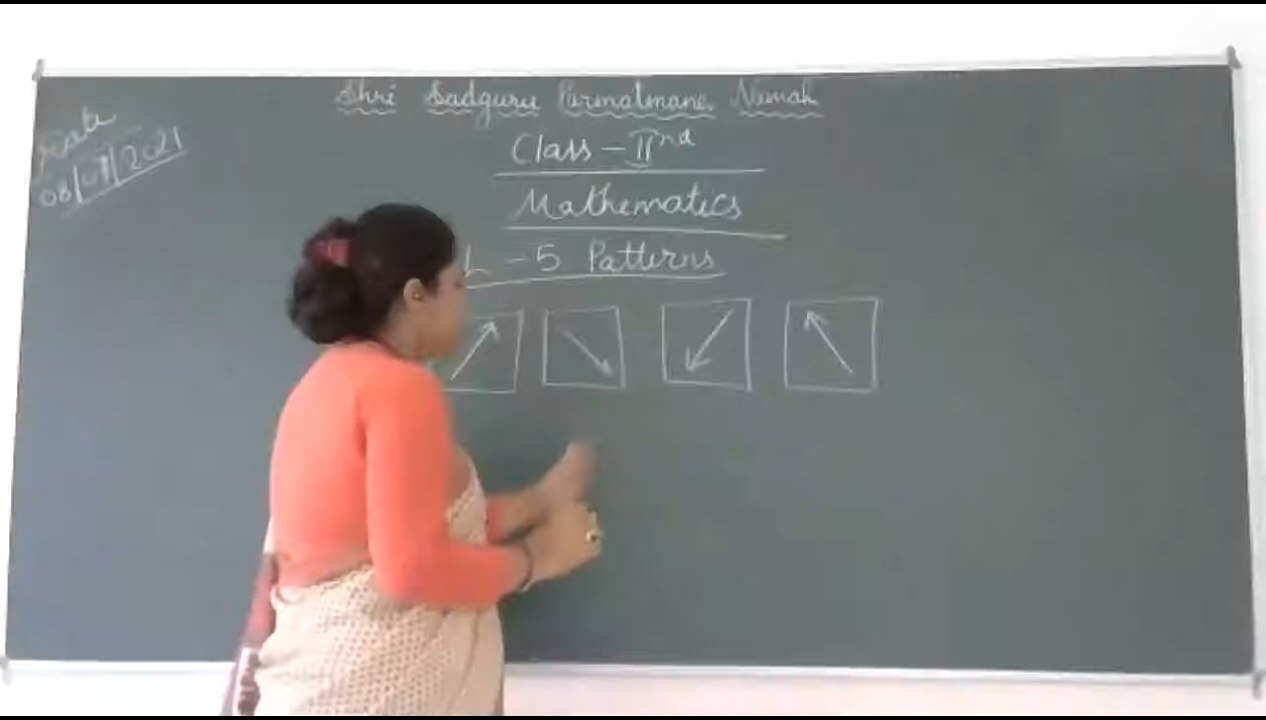 Shri Sadguru Parmatmane Namah
Date
08/07/2021
Class - IInd
Mathematics
- 5 Patterns